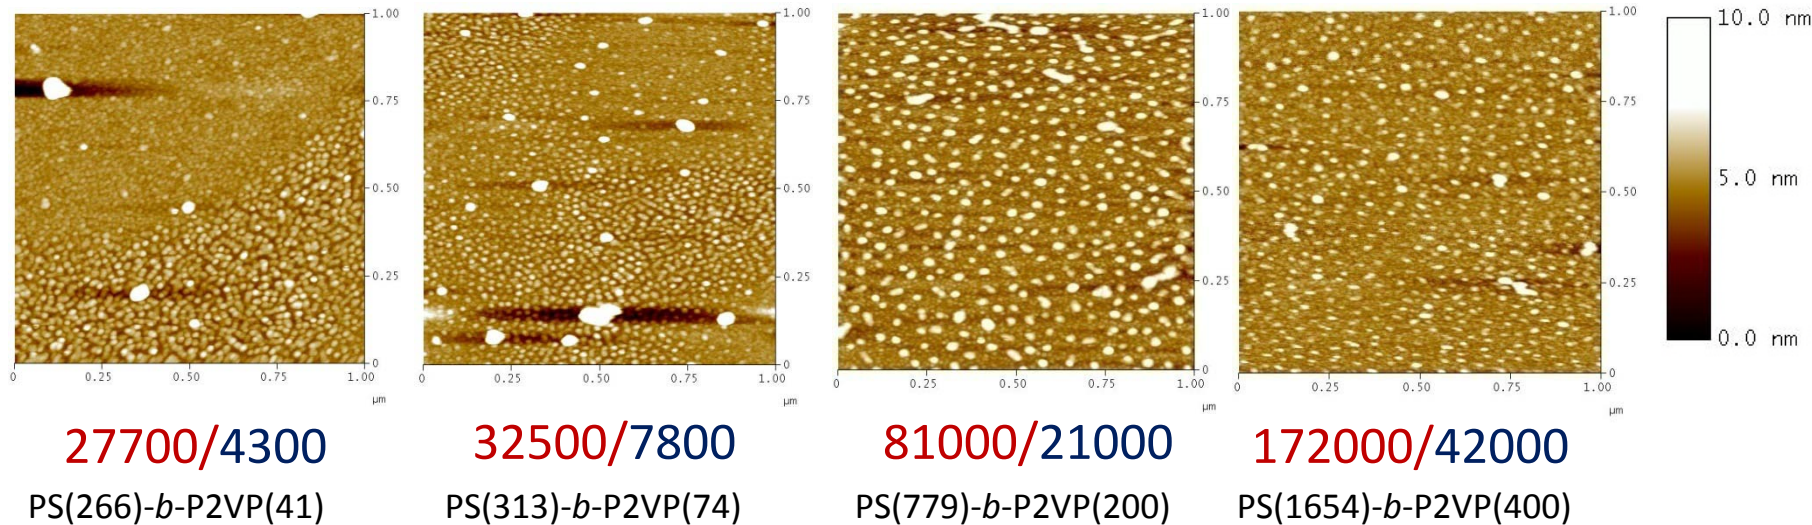 1.00
0.75
0.50
0.25
0
0 0.25 0.50 0.75 1.00
µm
27700/4300
PS(266)-b-P2VP(41)
1.00
0.75
0.50
0.25
0
0 0.25 0.50 0.75 1.00
µm
32500/7800
PS(313)-b-P2VP(74)
1.00
0.75
0.50
0.25
0
0 0.25 0.50 0.75 1.00
µm
81000/21000
PS(779)-b-P2VP(200)
1.00
0.75
0.50
0.25
0
0 0.25 0.50 0.75 1.00
µm
172000/42000
PS(1654)-b-P2VP(400)
10.0 nm
5.0 nm
0.0 nm